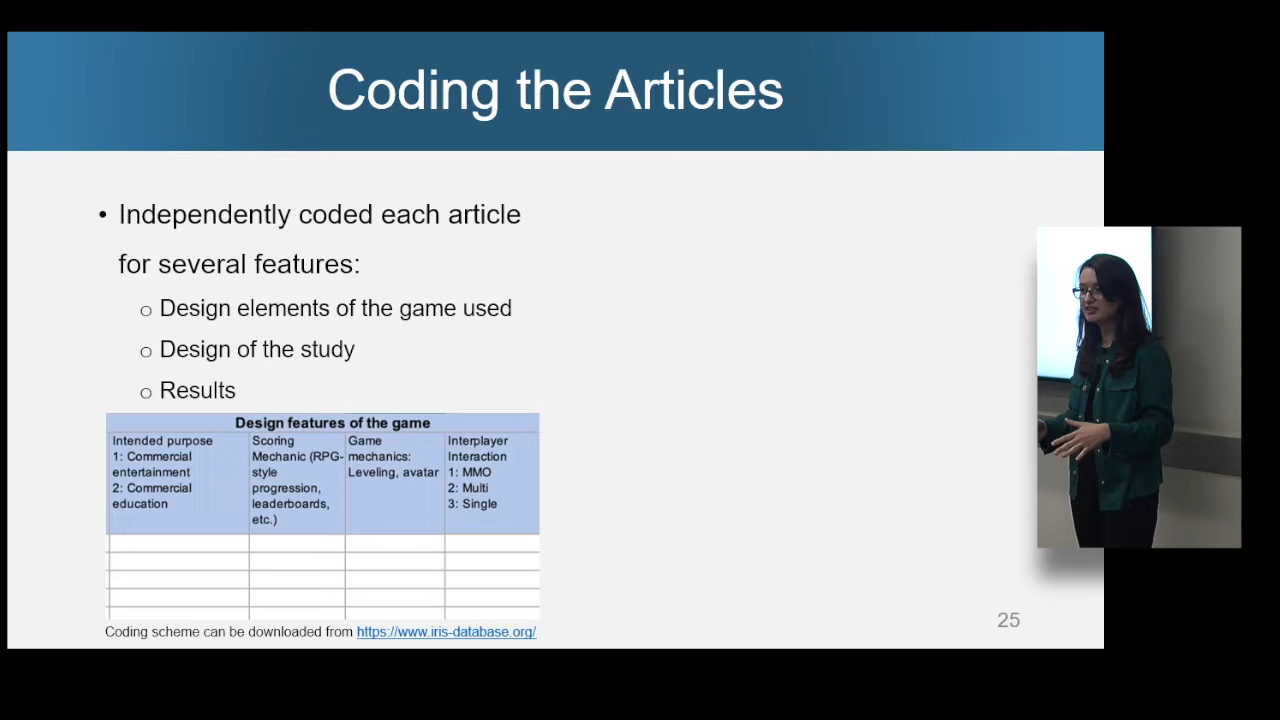 Coding the Articles
• Independently coded each article
for several features:
o Design elements of the game used
o Design of the study
o Results
Design features of the game
Intended purpose
1: Commercial
entertainment
2: Commercial
education
Scoring
Mechanic (RPG-
style
progression,
leaderboards,
etc.)
Game
mechanics:
Leveling, avatar
Interplayer
Interaction
1: MMO
2: Multi
3: Single
Coding scheme can be downloaded from https://www.iris-database.org/
25